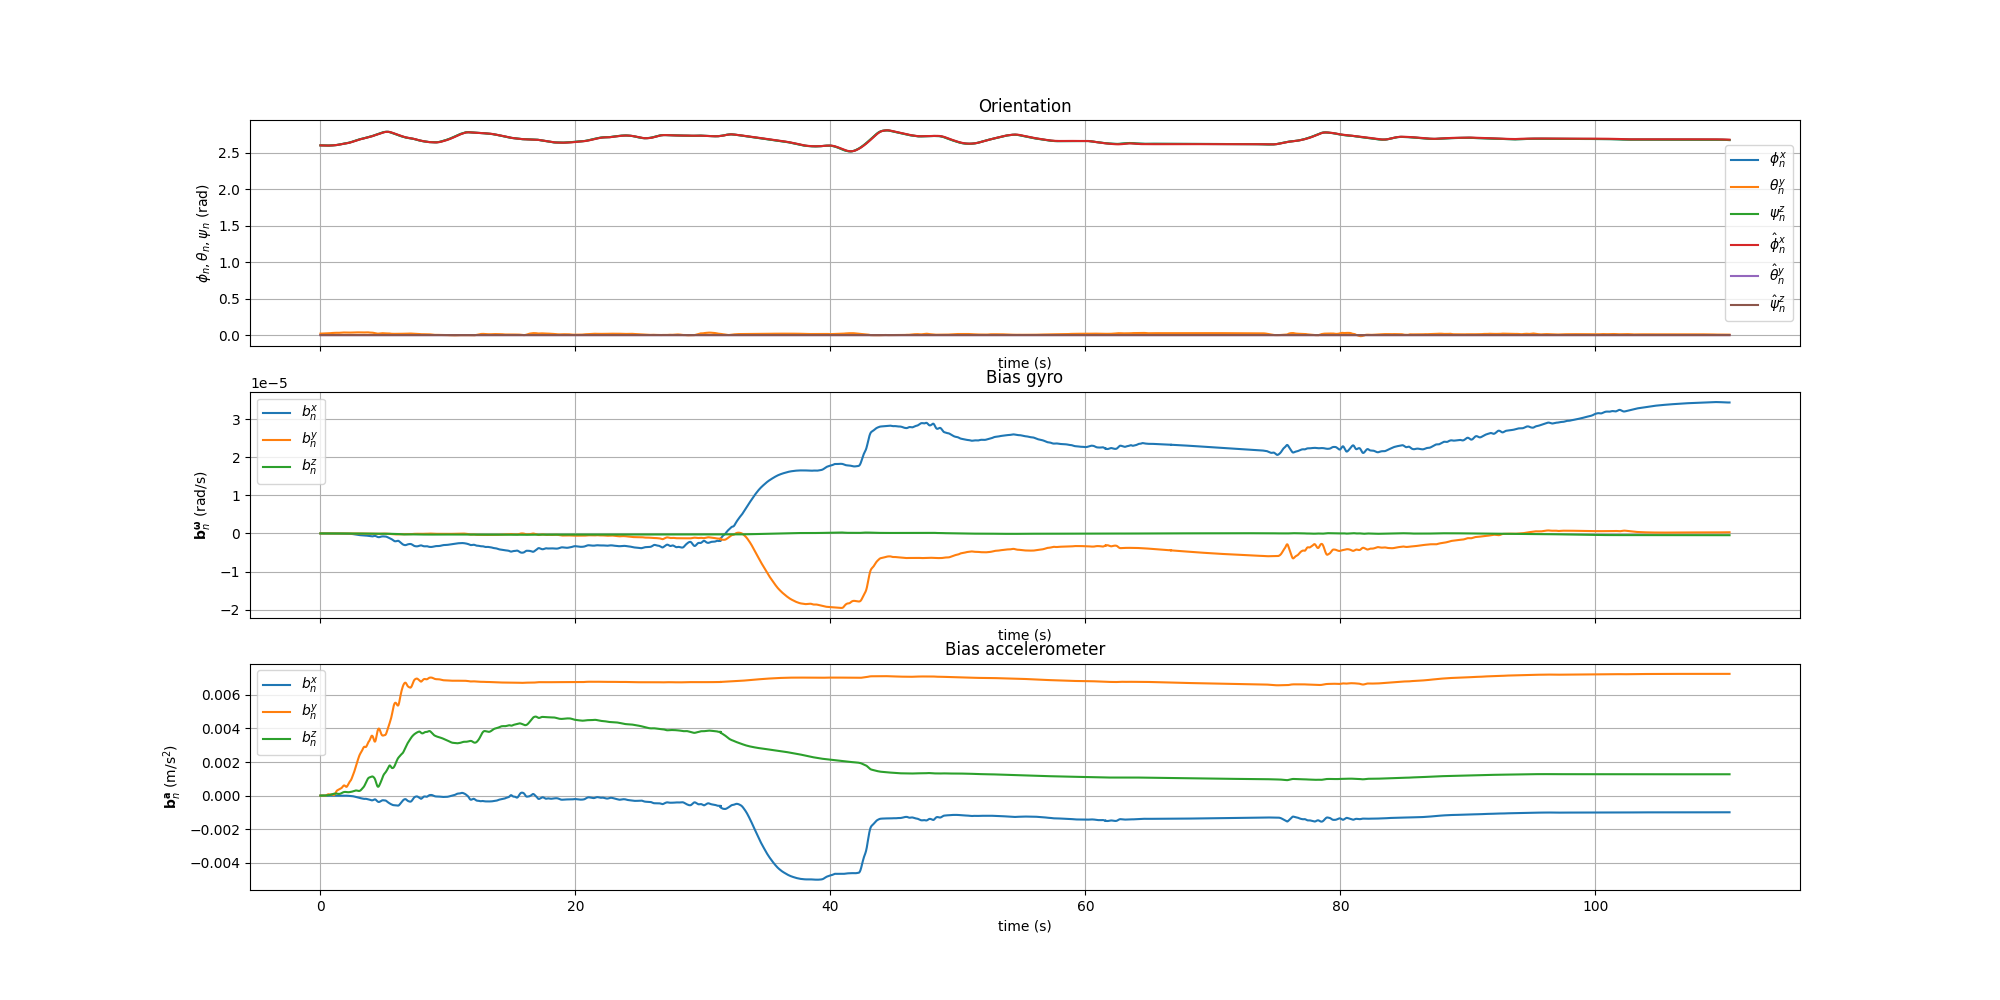 Orientation
2.5
2.0
1.5
1.0
0.5
0.0
ϕₙ, θₙ, ψₙ (rad)
ϕₙˣ
θₙʸ
ψₙᶻ
ϕ̂ₙˣ
θ̂ₙʸ
ψ̂ₙᶻ
time (s)
Bias gyro
1e−5
3
2
1
0
−1
−2
𝐛ₙ^𝛚 (rad/s)
bₙˣ
bₙʸ
bₙᶻ
time (s)
Bias accelerometer
0.006
0.004
0.002
0.000
−0.002
−0.004
𝐛ₙ^𝐚 (m/s²)
bₙˣ
bₙʸ
bₙᶻ
0 20 40 60 80 100
time (s)